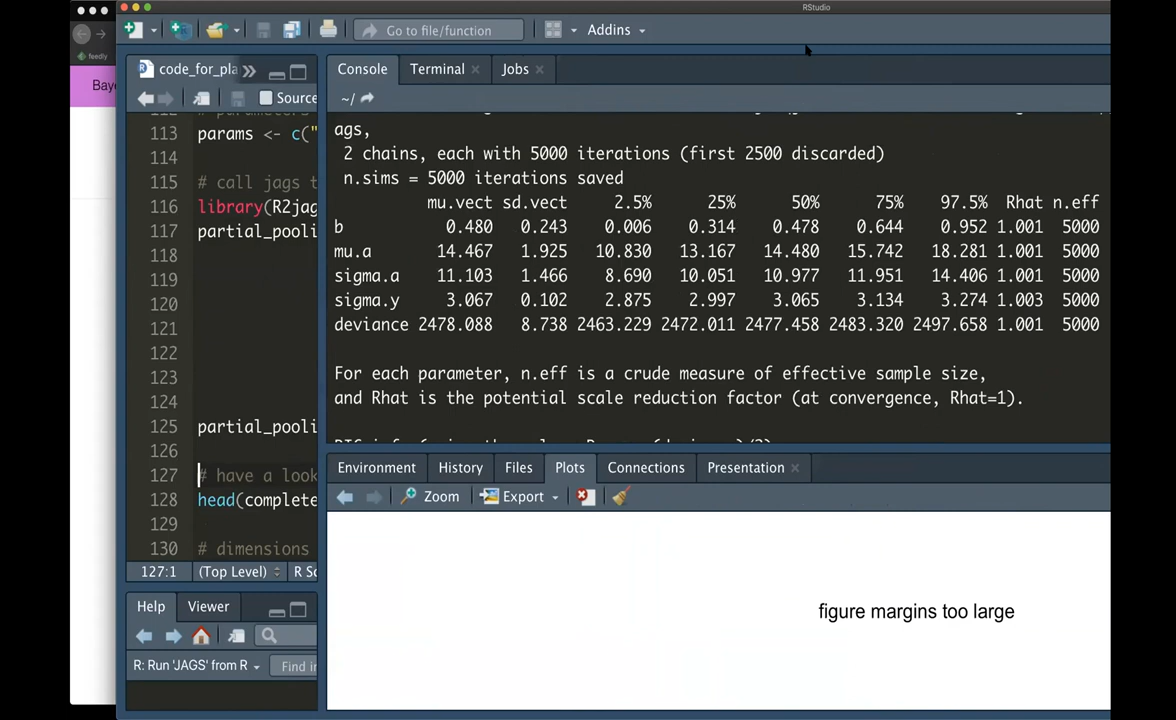 RStudio
Go to file/function
Addins
feedly
Baye
code_for_pla
Source
113 params <- c("
114
115 # call jags t
116 library(R2jag
117 partial_pooli
118
119
120
121
122
123
124
125 partial_pooli
126
127 # have a look
128 head(complete
129
130 # dimensions
127:1 (Top Level) R Sc
Help Viewer
R: Run 'JAGS' from R Find in
Console Terminal Jobs
~/
ags,
2 chains, each with 5000 iterations (first 2500 discarded)
n.sims = 5000 iterations saved
mu.vect sd.vect 2.5% 25% 50% 75% 97.5% Rhat n.eff
b 0.480 0.243 0.006 0.314 0.478 0.644 0.952 1.001 5000
mu.a 14.467 1.925 10.830 13.167 14.480 15.742 18.281 1.001 5000
sigma.a 11.103 1.466 8.690 10.051 10.977 11.951 14.406 1.001 5000
sigma.y 3.067 0.102 2.875 2.997 3.065 3.134 3.274 1.003 5000
deviance 2478.088 8.738 2463.229 2472.011 2477.458 2483.320 2497.658 1.001 5000
For each parameter, n.eff is a crude measure of effective sample size,
and Rhat is the potential scale reduction factor (at convergence, Rhat=1).
Environment History Files Plots Connections Presentation
Zoom Export
figure margins too large